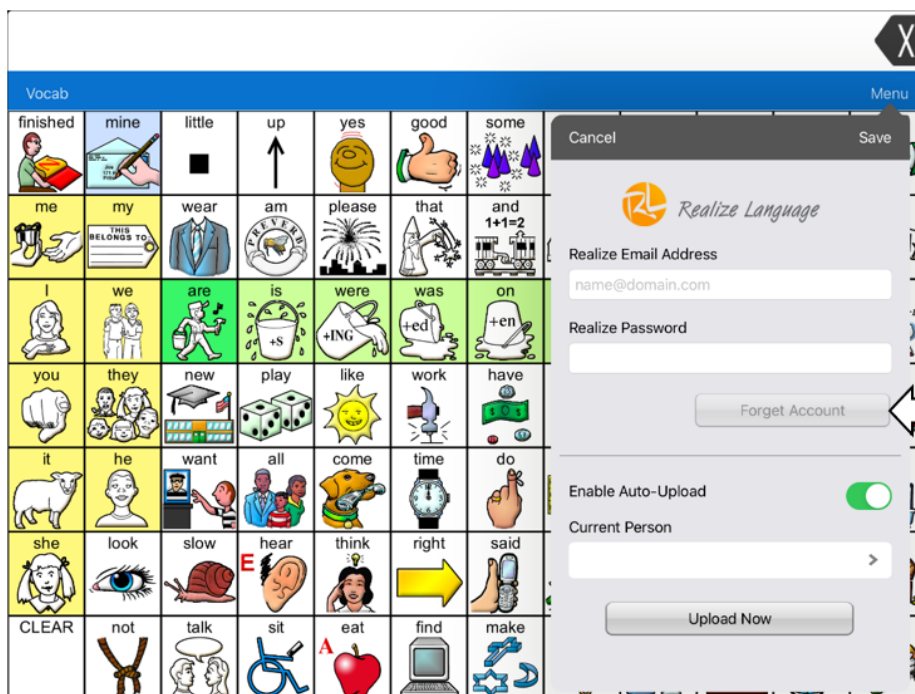 X
Vocab Menu
finished mine little up yes good some
Cancel Save
RL Realize Language
me my wear am please that and
THIS BELONGS TO:
PREVERB
1+1=2
Realize Email Address
name@domain.com
I we are is were was on
+S +ING +ed +en
Realize Password
you they new play like work have
Forget Account
it he want all come time do
Enable Auto-Upload
Current Person
she look slow hear think right said
E
>
CLEAR not talk sit eat find make
A
Upload Now